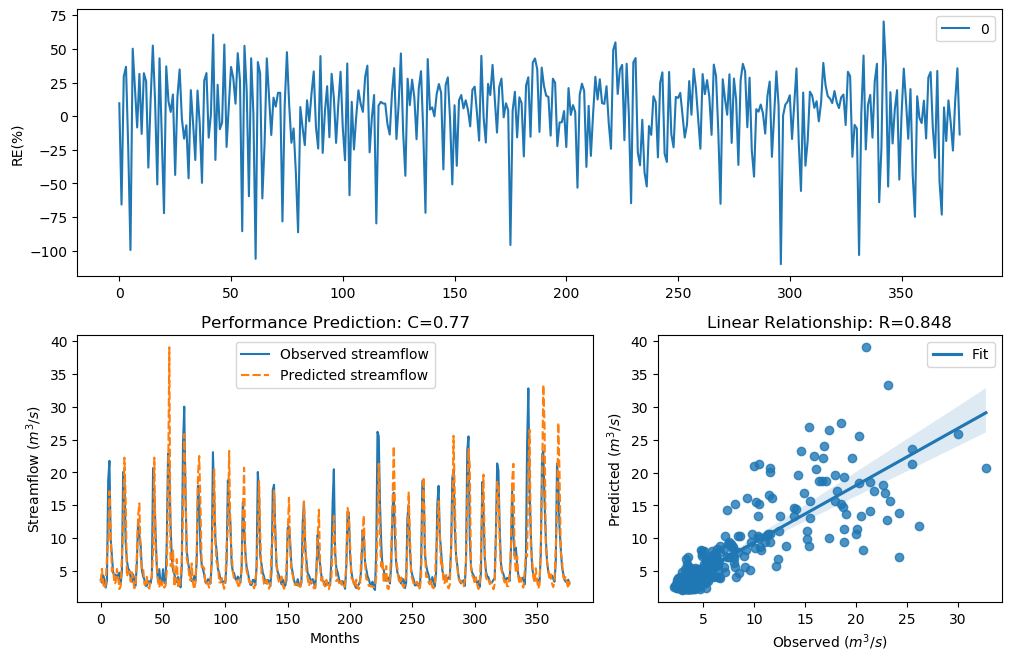 75
50
25
0
−25
−50
−75
−100
RE(%)
0
0 50 100 150 200 250 300 350
Performance Prediction: C=0.77
Observed streamflow
Predicted streamflow
40
35
30
25
20
15
10
5
Streamflow (m³/s)
0 50 100 150 200 250 300 350
Months
Linear Relationship: R=0.848
Fit
40
35
30
25
20
15
10
5
Predicted (m³/s)
5 10 15 20 25 30
Observed (m³/s)